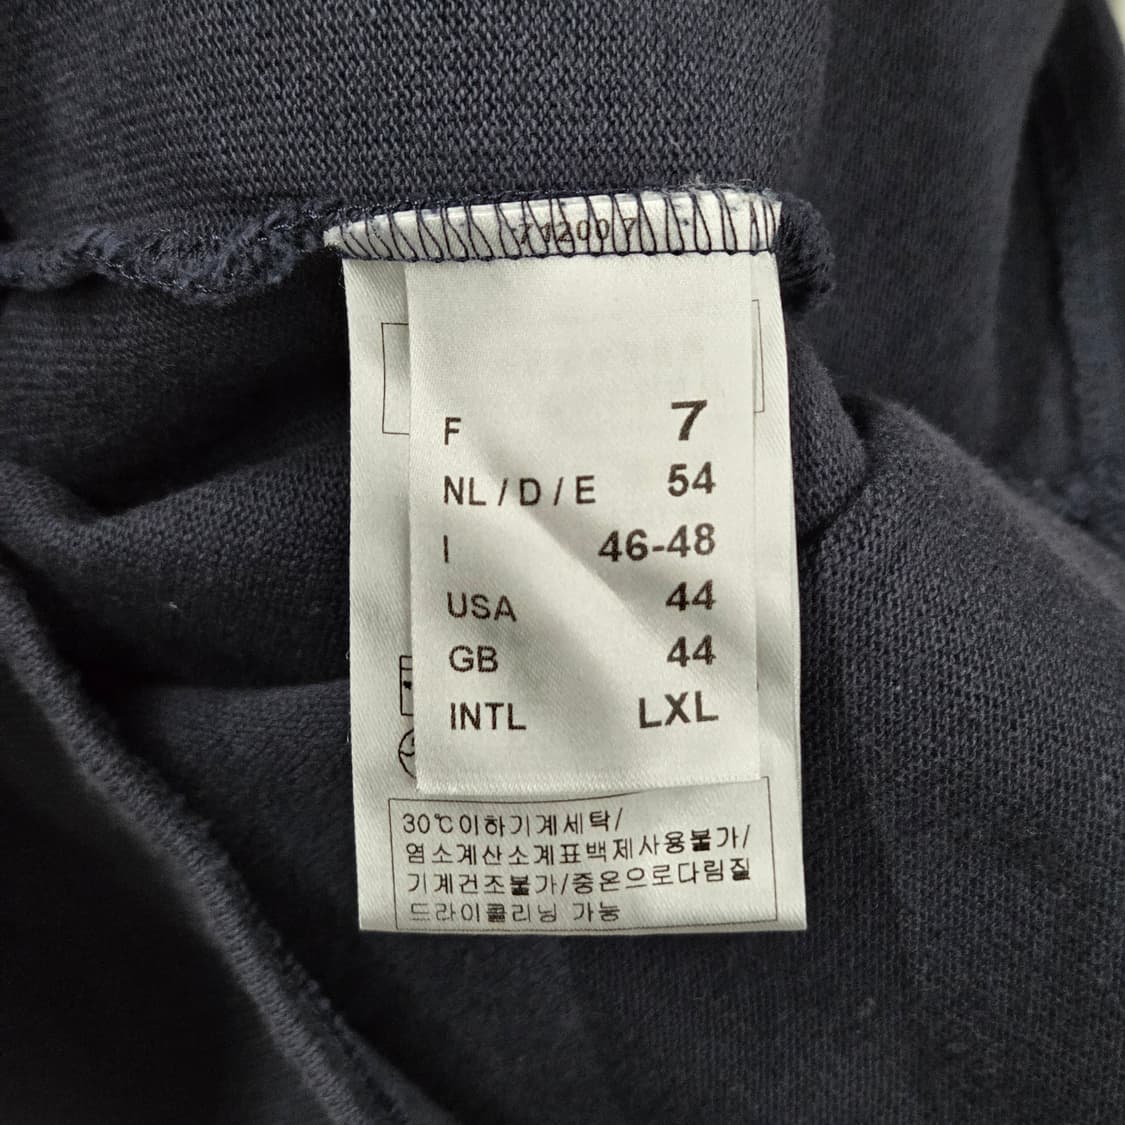 F 7
NL / D / E 54
I 46-48
USA 44
GB 44
INTL LXL
30℃이하기계세탁/
염소계산소계표백제사용불가/
기계건조불가/중온으로다림질
드라이클리닝 가능